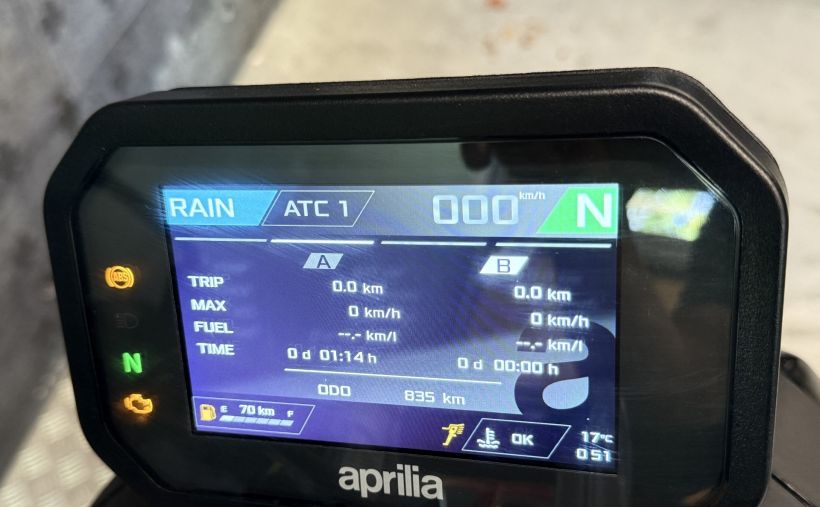 RAIN ATC 1 000 km/h N
A B
TRIP 0.0 km 0.0 km
MAX 0 km/h 0 km/h
FUEL --.- km/l --.- km/l
TIME 0 d 01:14 h 0 d 00:00 h
ODO 835 km
ABS
N
E 70 km F
OK 17°C
0:51
aprilia